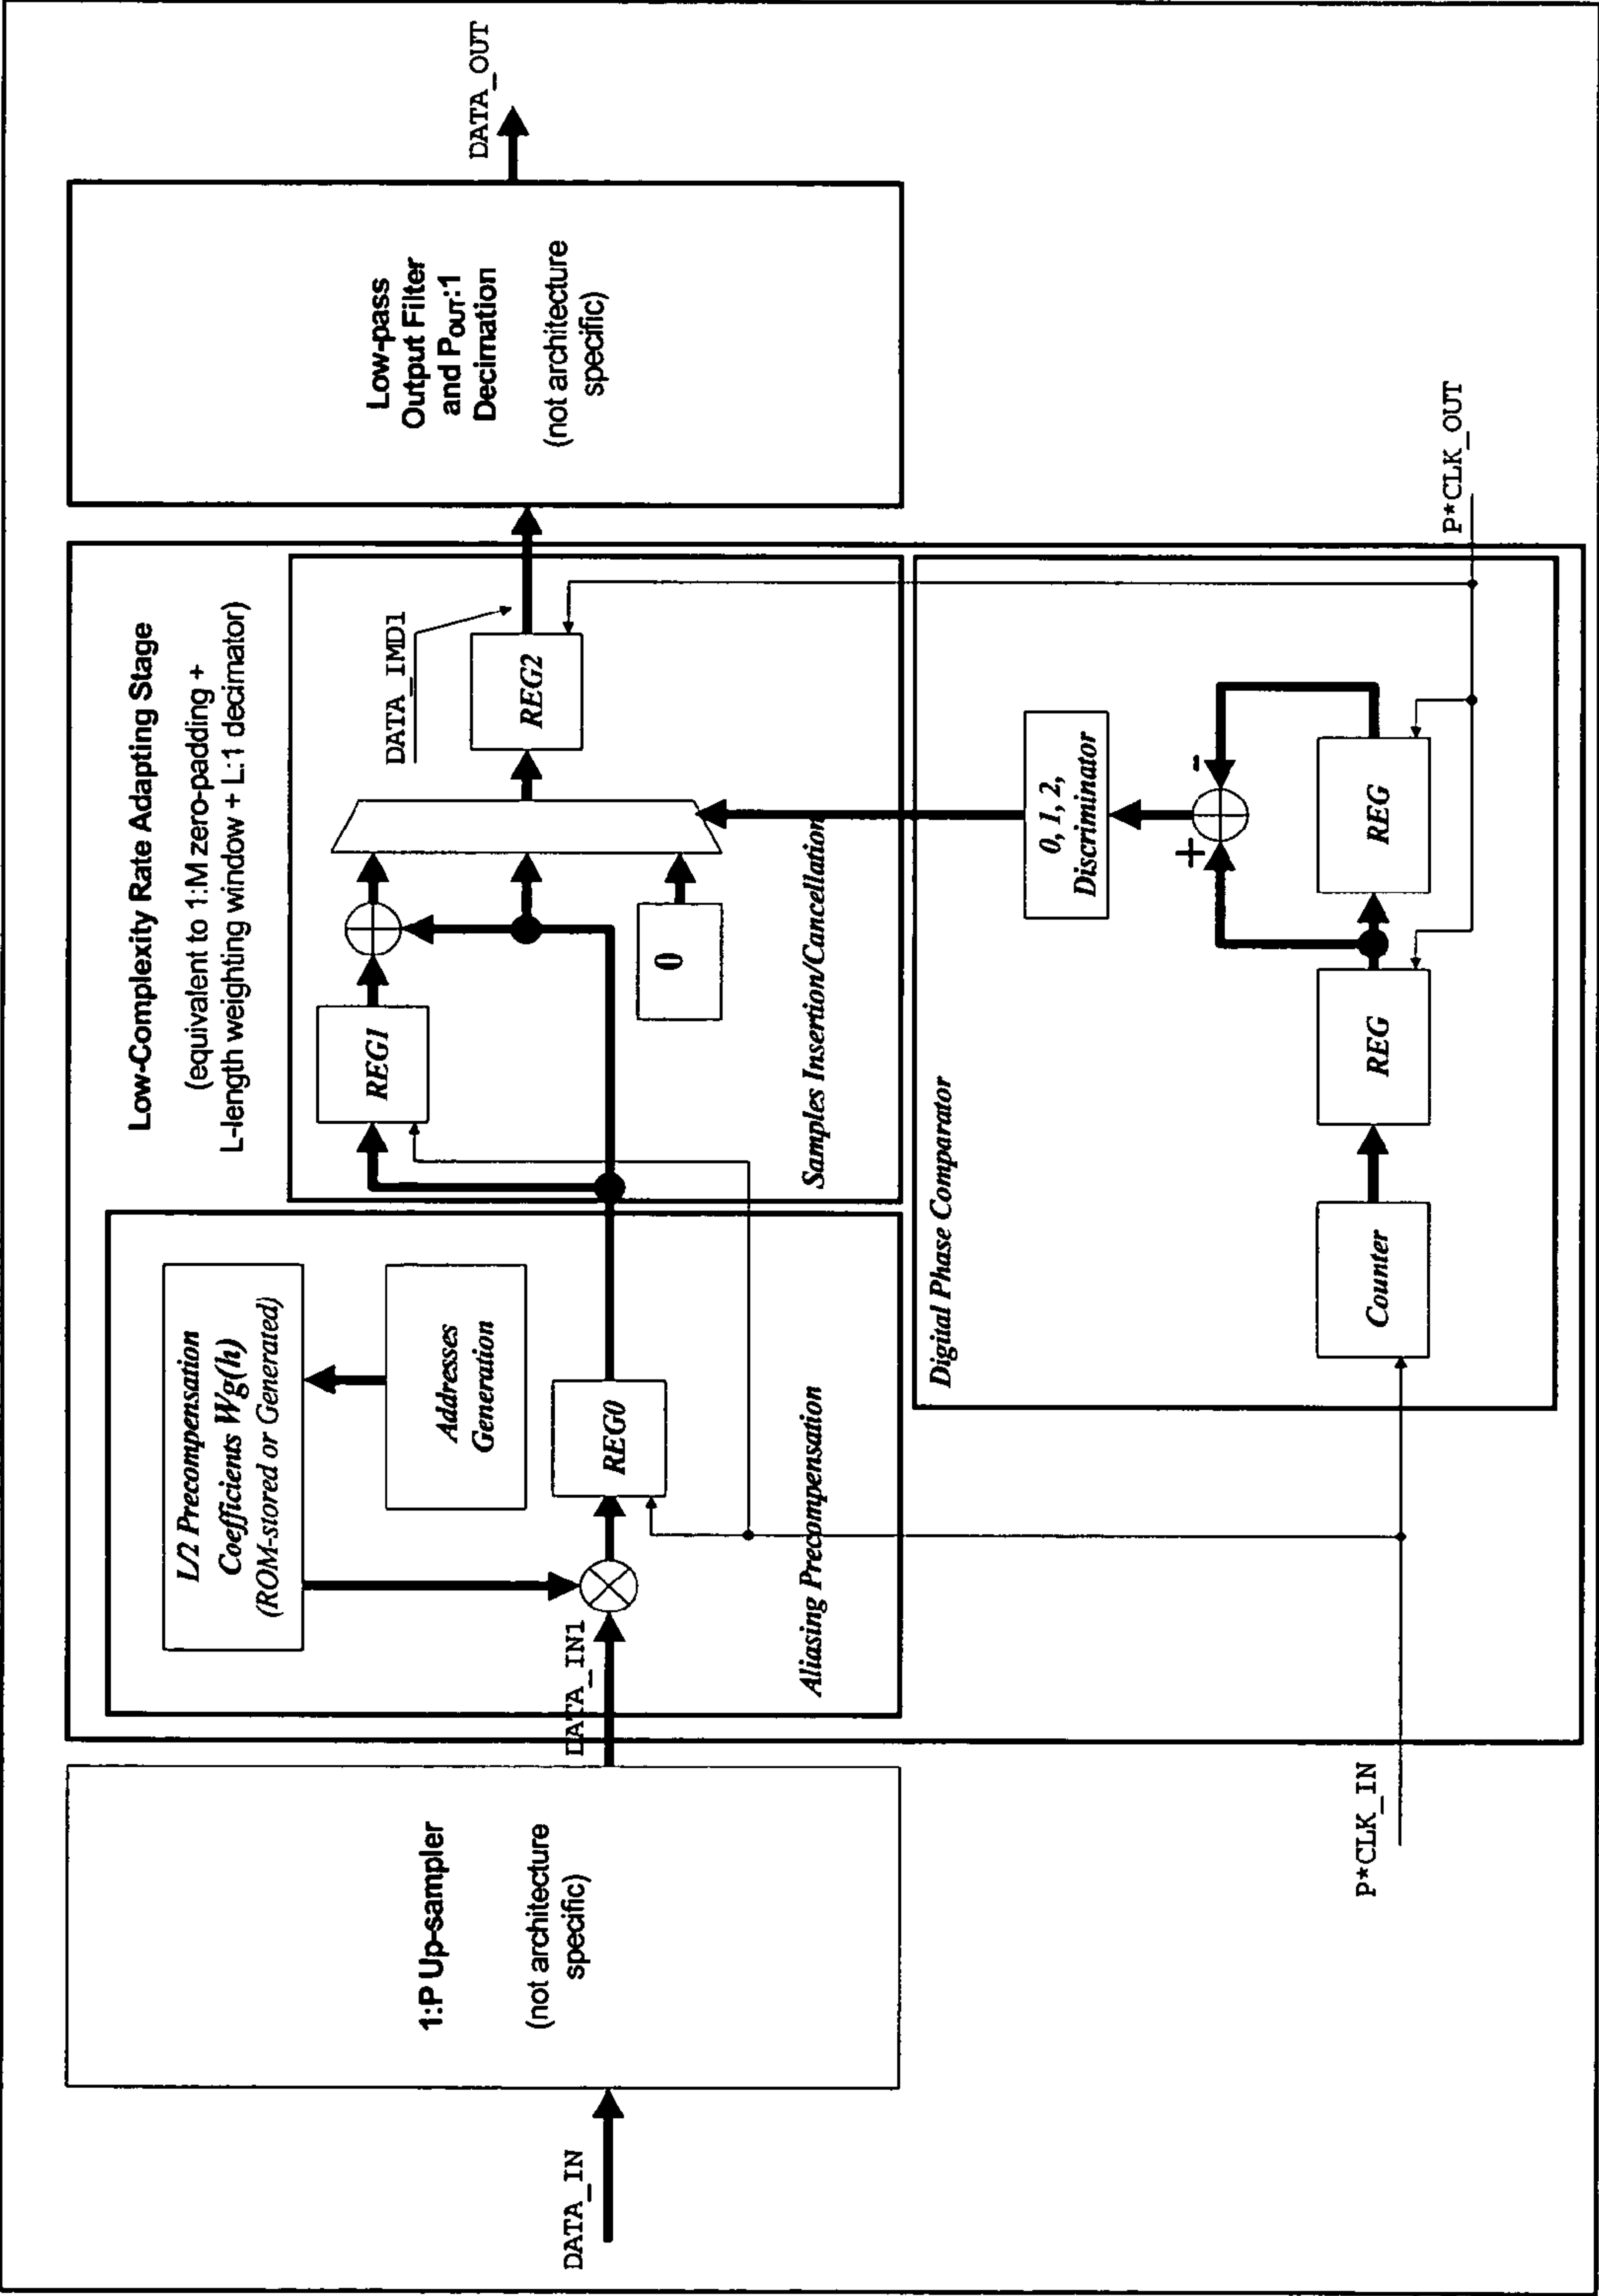 DATA_IN
1:P Up-sampler
(not architecture
specific)
P*CLK_IN
Low-Complexity Rate Adapting Stage
(equivalent to 1:M zero-padding +
L-length weighting window + L:1 decimator)
DATA_IN1
L/2 Precompensation
Coefficients Wg(h)
(ROM-stored or Generated)
Addresses
Generation
REG0
Aliasing Precompensation
REG1
0
DATA_IMD1
REG2
Samples Insertion/Cancellation
Digital Phase Comparator
Counter
REG
+
-
REG
0, 1, 2,
Discriminator
P*CLK_OUT
Low-pass
Output Filter
and POUT:1
Decimation
(not architecture
specific)
DATA_OUT